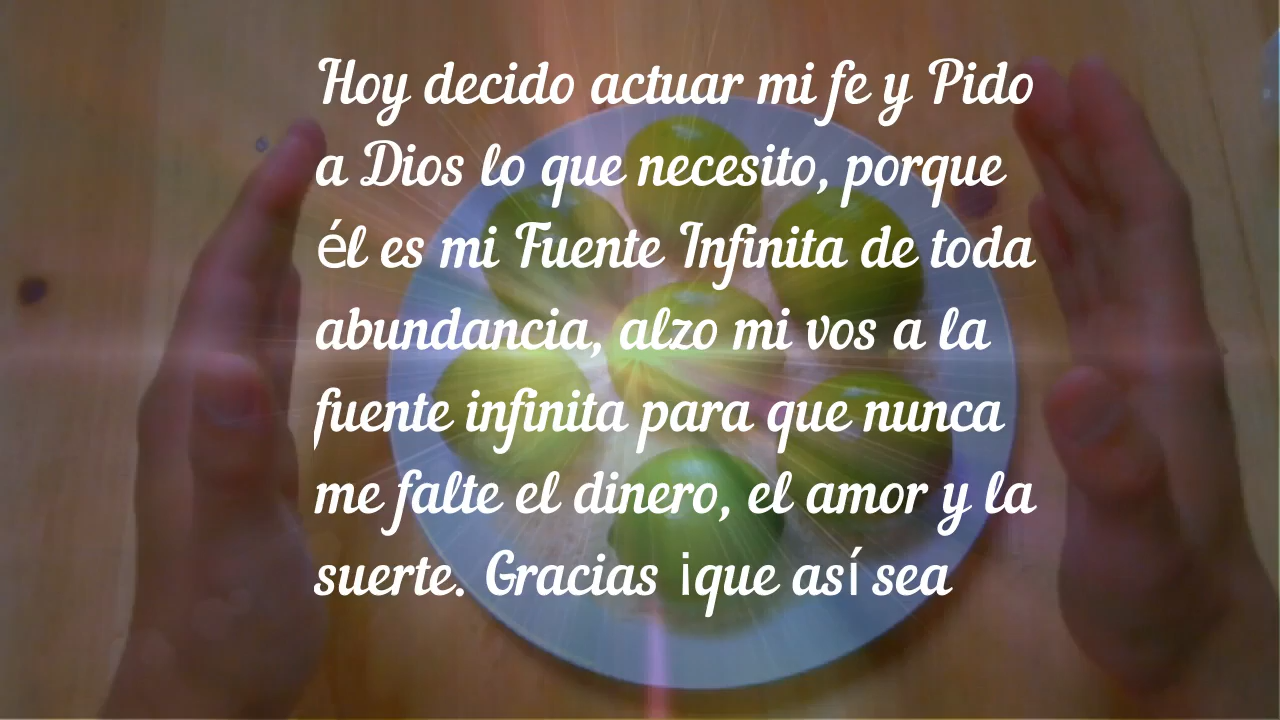 Hoy decido actuar mi fe y Pido
a Dios lo que necesito, porque
él es mi Fuente Infinita de toda
abundancia, alzo mi vos a la
fuente infinita para que nunca
me falte el dinero, el amor y la
suerte. Gracias ¡que así sea